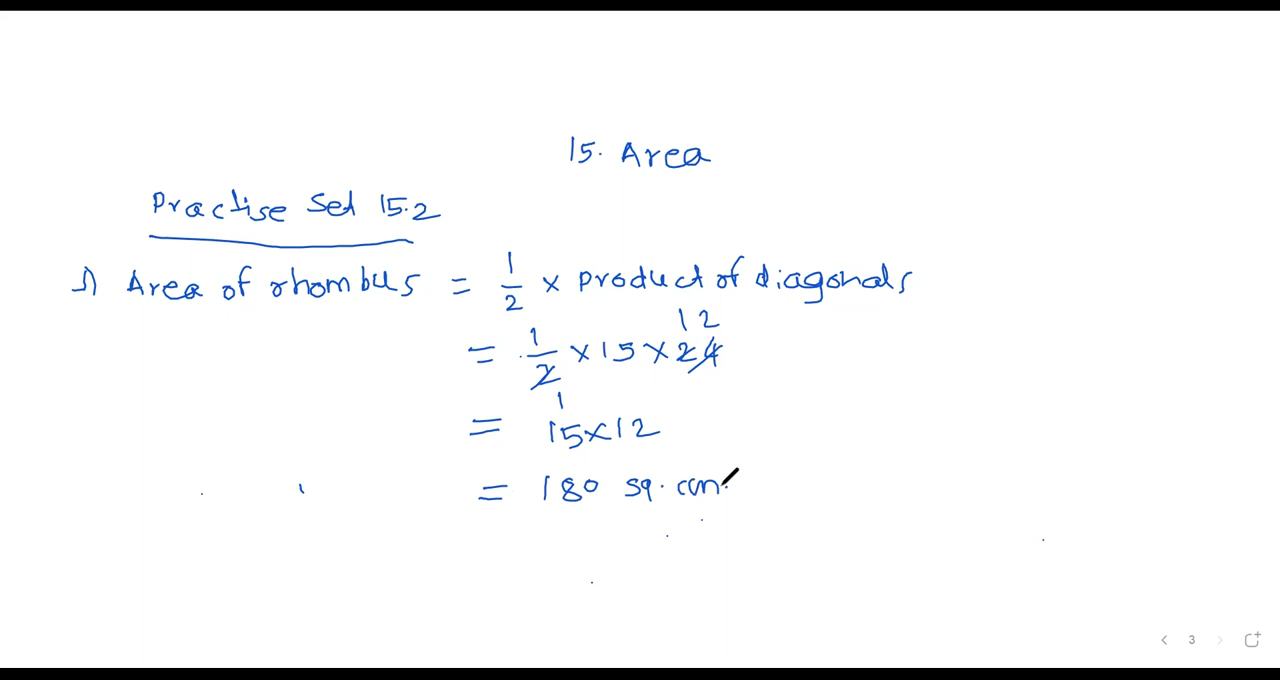 15. Area
Practise Set 15.2
1) Area of rhombus = 1/2 × product of diagonals
12
= 1/2 × 15 × 24
1
= 15×12
= 180 sq. cm.
3